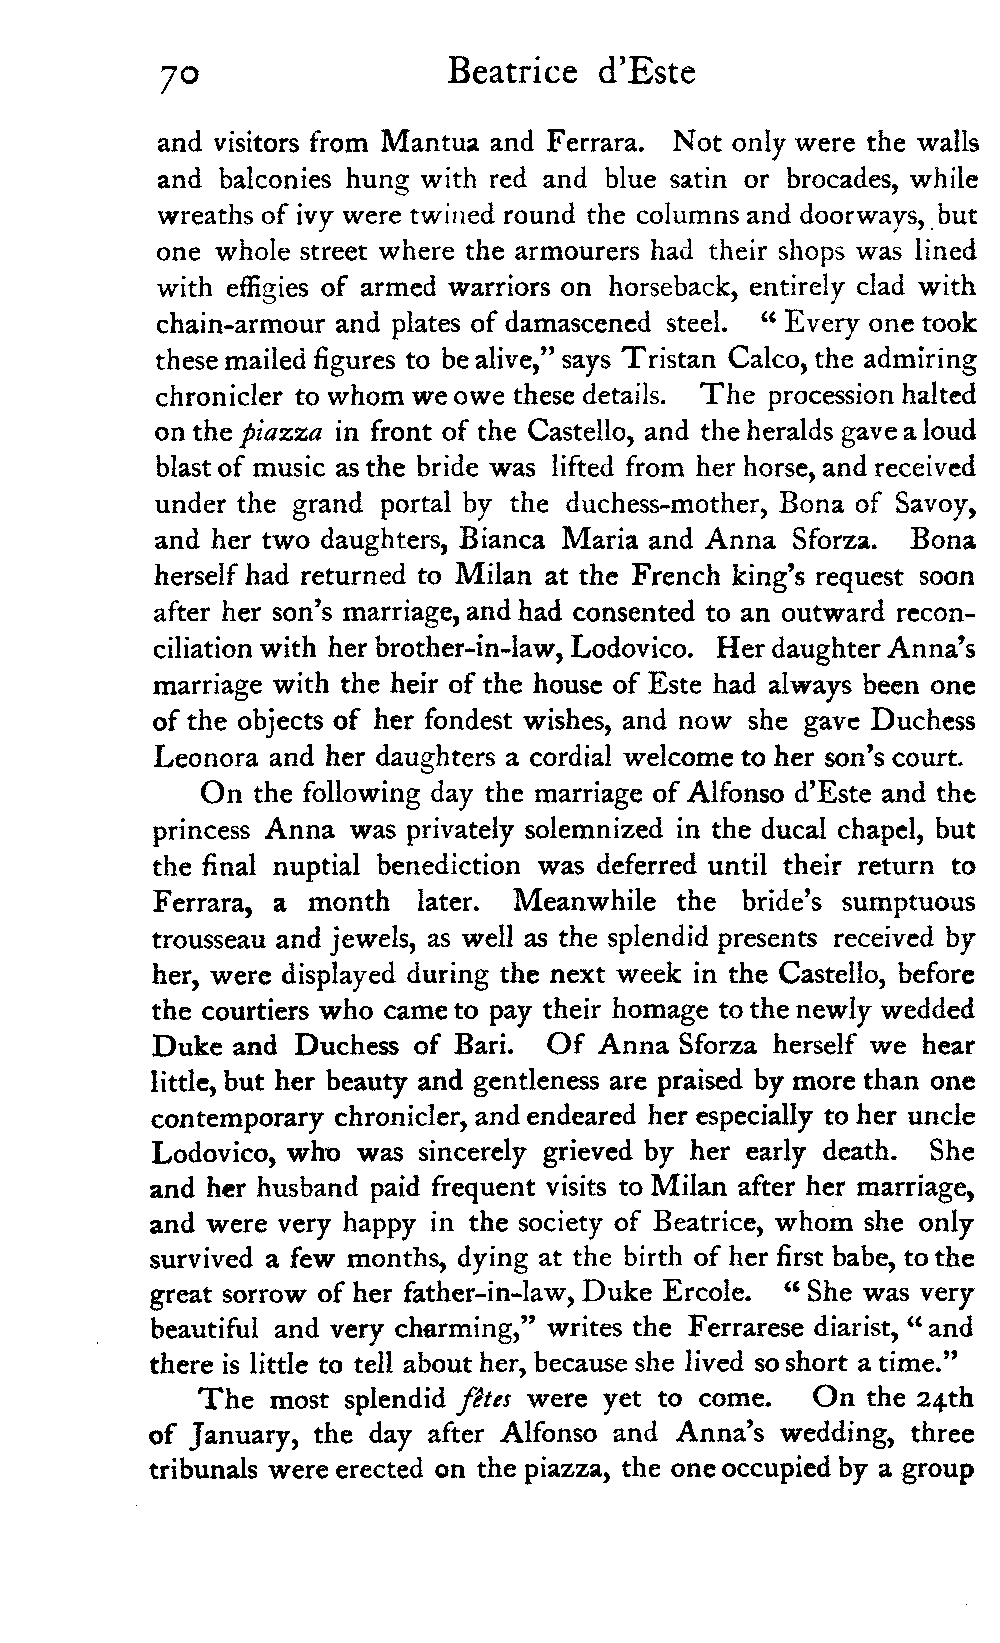 70 Beatrice d'Este
and visitors from Mantua and Ferrara. Not only were the walls
and balconies hung with red and blue satin or brocades, while
wreaths of ivy were twined round the columns and doorways, but
one whole street where the armourers had their shops was lined
with effigies of armed warriors on horseback, entirely clad with
chain-armour and plates of damascened steel. “Every one took
these mailed figures to be alive,” says Tristan Calco, the admiring
chronicler to whom we owe these details. The procession halted
on the piazza in front of the Castello, and the heralds gave a loud
blast of music as the bride was lifted from her horse, and received
under the grand portal by the duchess-mother, Bona of Savoy,
and her two daughters, Bianca Maria and Anna Sforza. Bona
herself had returned to Milan at the French king's request soon
after her son's marriage, and had consented to an outward recon-
ciliation with her brother-in-law, Lodovico. Her daughter Anna's
marriage with the heir of the house of Este had always been one
of the objects of her fondest wishes, and now she gave Duchess
Leonora and her daughters a cordial welcome to her son's court.
On the following day the marriage of Alfonso d'Este and the
princess Anna was privately solemnized in the ducal chapel, but
the final nuptial benediction was deferred until their return to
Ferrara, a month later. Meanwhile the bride's sumptuous
trousseau and jewels, as well as the splendid presents received by
her, were displayed during the next week in the Castello, before
the courtiers who came to pay their homage to the newly wedded
Duke and Duchess of Bari. Of Anna Sforza herself we hear
little, but her beauty and gentleness are praised by more than one
contemporary chronicler, and endeared her especially to her uncle
Lodovico, who was sincerely grieved by her early death. She
and her husband paid frequent visits to Milan after her marriage,
and were very happy in the society of Beatrice, whom she only
survived a few months, dying at the birth of her first babe, to the
great sorrow of her father-in-law, Duke Ercole. “She was very
beautiful and very charming,” writes the Ferrarese diarist, “and
there is little to tell about her, because she lived so short a time.”
The most splendid fêtes were yet to come. On the 24th
of January, the day after Alfonso and Anna's wedding, three
tribunals were erected on the piazza, the one occupied by a group